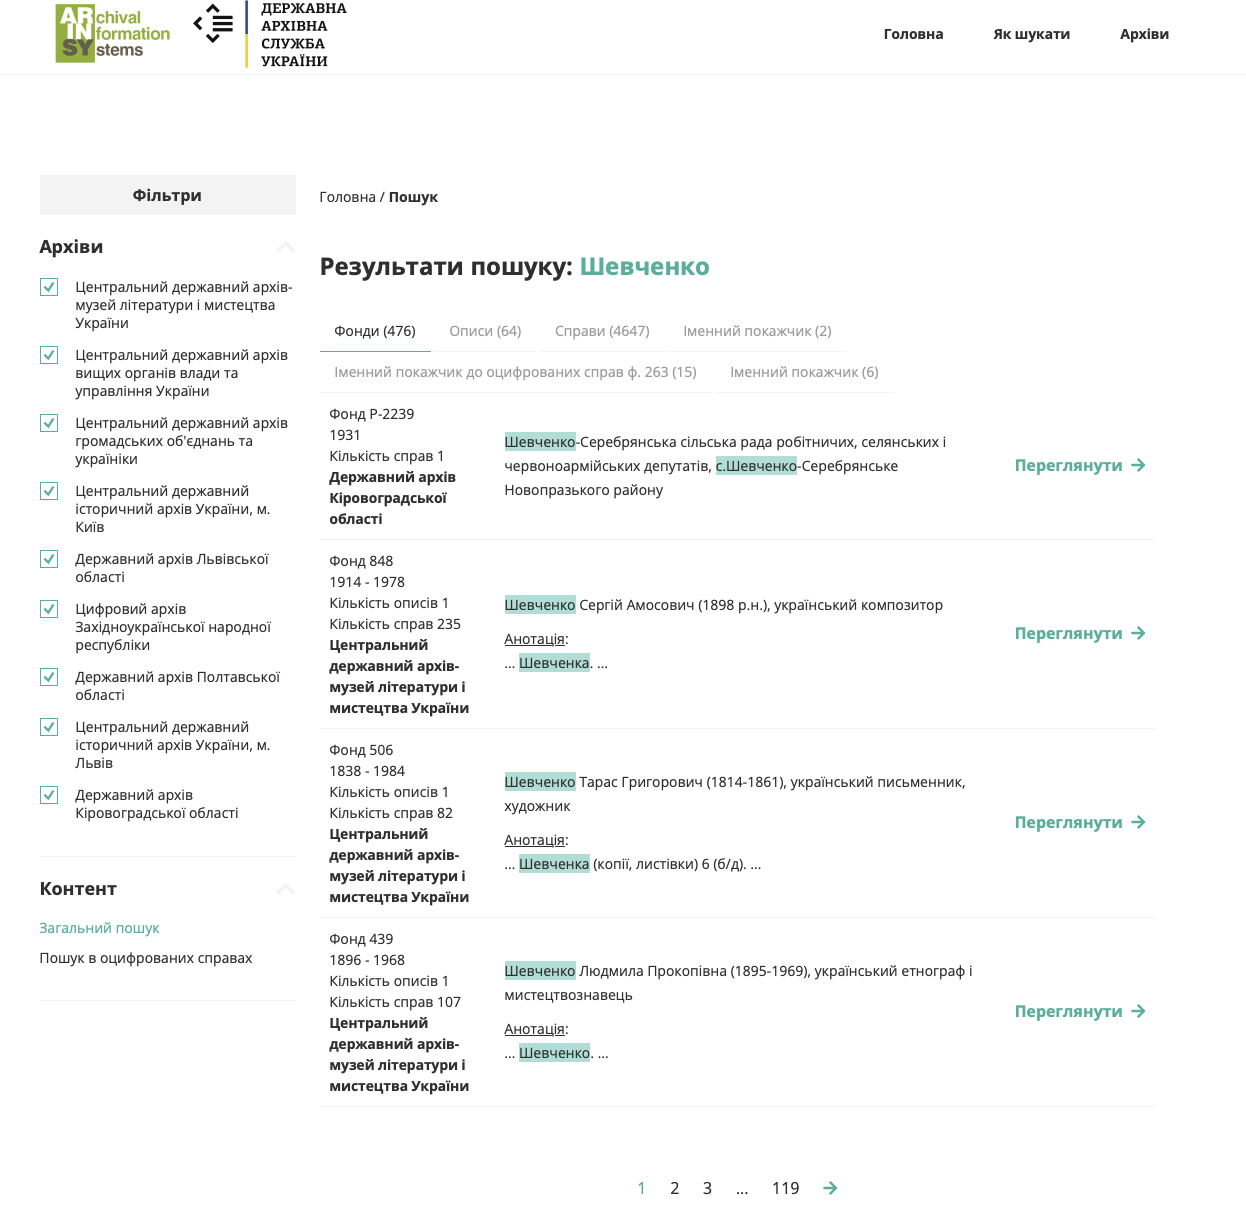 ARchival
INformation
SYstems
ДЕРЖАВНА
АРХІВНА
СЛУЖБА
УКРАЇНИ
Головна
Як шукати
Архіви
Фільтри
Архіви
Центральний державний архів-
музей літератури і мистецтва
України
Центральний державний архів
вищих органів влади та
управління України
Центральний державний архів
громадських об'єднань та
україніки
Центральний державний
історичний архів України, м.
Київ
Державний архів Львівської
області
Цифровий архів
Західноукраїнської народної
республіки
Державний архів Полтавської
області
Центральний державний
історичний архів України, м.
Львів
Державний архів
Кіровоградської області
Контент
Загальний пошук
Пошук в оцифрованих справах
Головна / Пошук
Результати пошуку: Шевченко
Фонди (476)
Описи (64)
Справи (4647)
Іменний покажчик (2)
Іменний покажчик до оцифрованих справ ф. 263 (15)
Іменний покажчик (6)
Фонд Р-2239
1931
Кількість справ 1
Державний архів
Кіровоградської
області
Шевченко-Серебрянська сільська рада робітничих, селянських і
червоноармійських депутатів, с.Шевченко-Серебрянське
Новопразького району
Переглянути
Фонд 848
1914 - 1978
Кількість описів 1
Кількість справ 235
Центральний
державний архів-
музей літератури і
мистецтва України
Шевченко Сергій Амосович (1898 р.н.), український композитор
Анотація:
... Шевченка. ...
Переглянути
Фонд 506
1838 - 1984
Кількість описів 1
Кількість справ 82
Центральний
державний архів-
музей літератури і
мистецтва України
Шевченко Тарас Григорович (1814-1861), український письменник,
художник
Анотація:
... Шевченка (копії, листівки) 6 (б/д). ...
Переглянути
Фонд 439
1896 - 1968
Кількість описів 1
Кількість справ 107
Центральний
державний архів-
музей літератури і
мистецтва України
Шевченко Людмила Прокопівна (1895-1969), український етнограф і
мистецтвознавець
Анотація:
... Шевченко. ...
Переглянути
1 2 3 ... 119